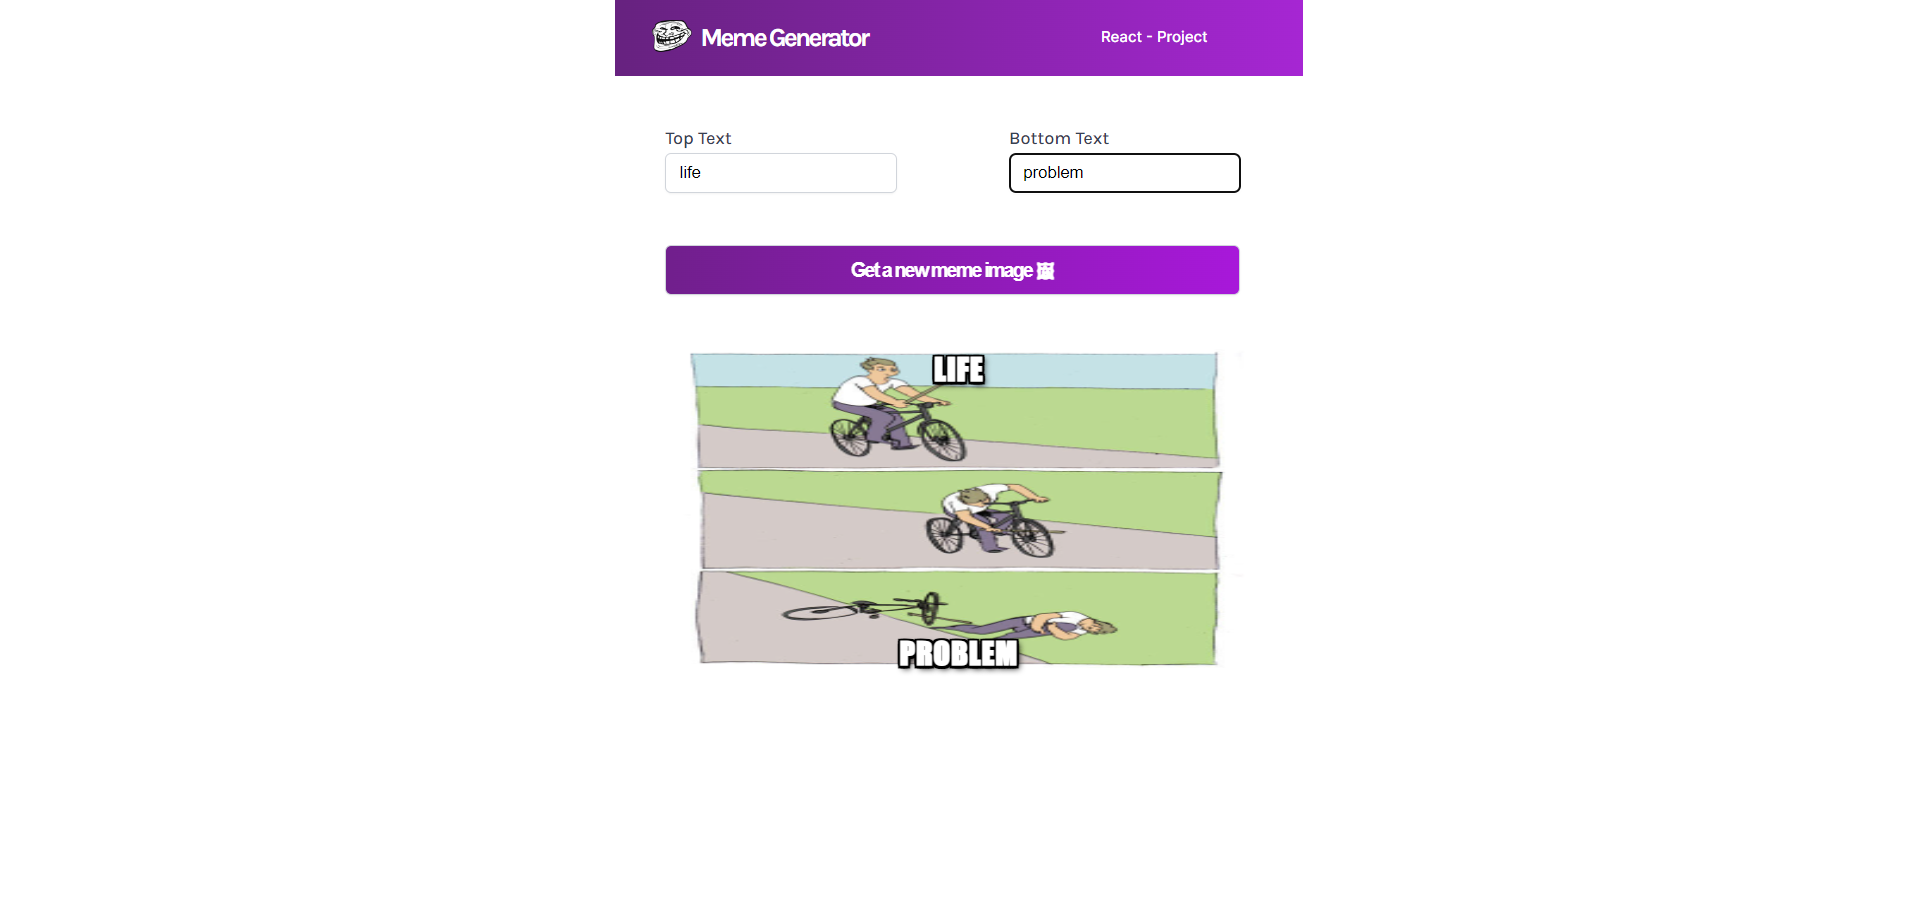 Meme Generator
React - Project
Top Text
Bottom Text
life
problem
Get a new meme image 🖼
LIFE
PROBLEM